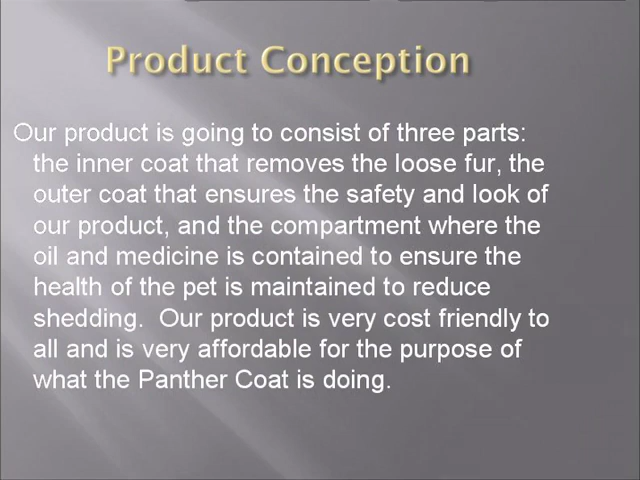 Product Conception
Our product is going to consist of three parts:
the inner coat that removes the loose fur, the
outer coat that ensures the safety and look of
our product, and the compartment where the
oil and medicine is contained to ensure the
health of the pet is maintained to reduce
shedding.  Our product is very cost friendly to
all and is very affordable for the purpose of
what the Panther Coat is doing.